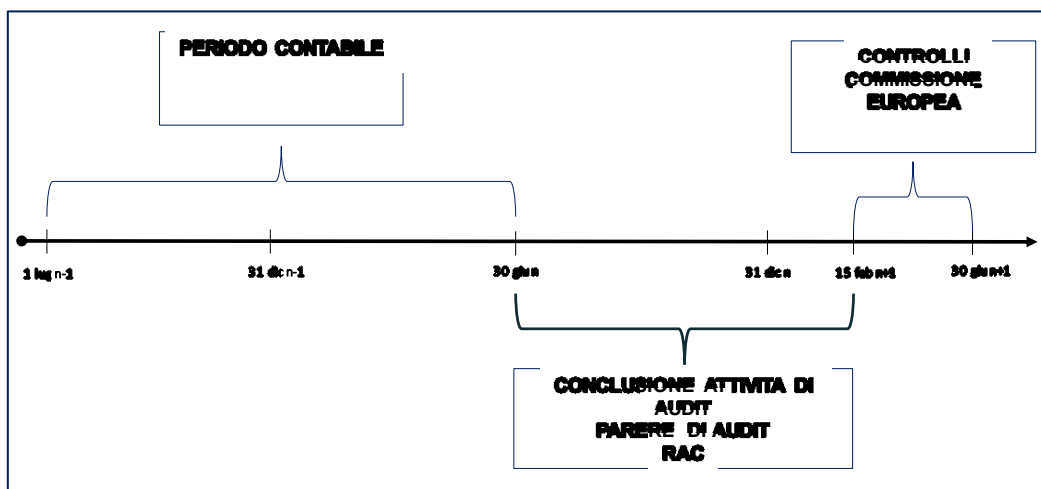 PERIODO CONTABILE
CONTROLLI
COMMISSIONE
EUROPEA
1 lug n-1
31 dic n-1
30 giu n
31 dic n
15 feb n+1
30 giu n+1
CONCLUSIONE ATTIVITA DI
AUDIT
PARERE DI AUDIT
RAC